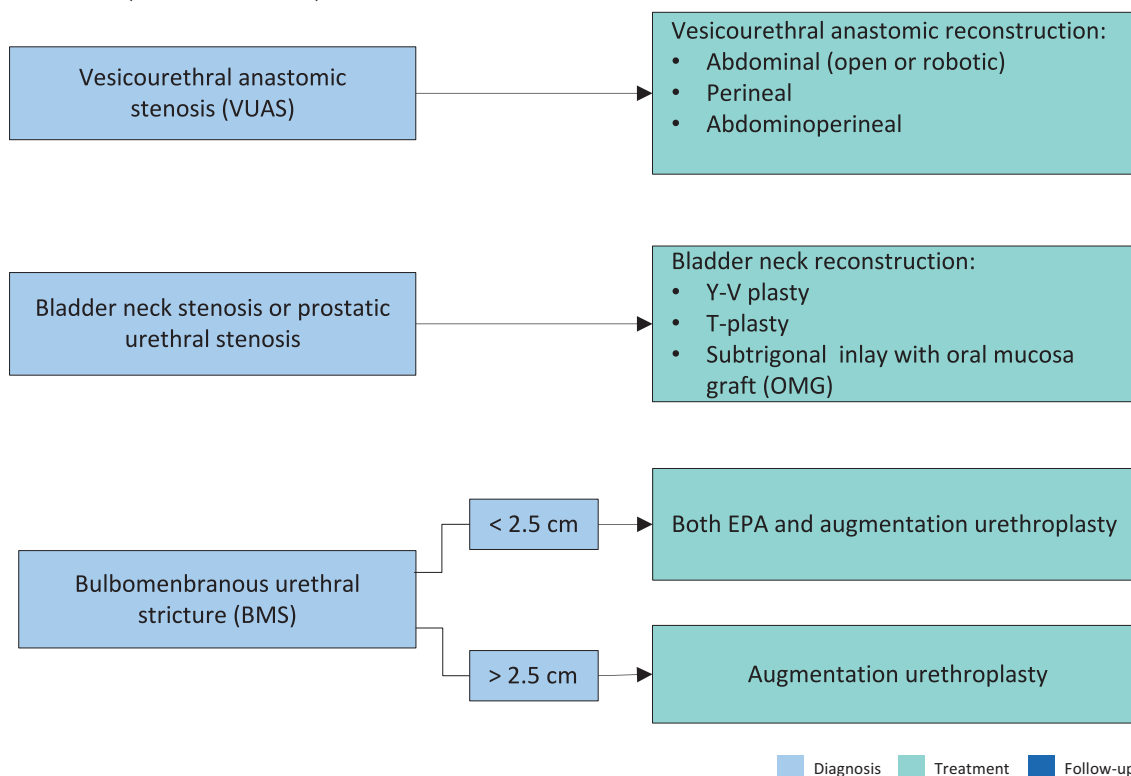 Vesicourethral anastomic
stenosis (VUAS)
Vesicourethral anastomic reconstruction:
• Abdominal (open or robotic)
• Perineal
• Abdominoperineal
Bladder neck stenosis or prostatic
urethral stenosis
Bladder neck reconstruction:
• Y-V plasty
• T-plasty
• Subtrigonal inlay with oral mucosa
graft (OMG)
Bulbomenbranous urethral
stricture (BMS)
< 2.5 cm
Both EPA and augmentation urethroplasty
> 2.5 cm
Augmentation urethroplasty
Diagnosis
Treatment
Follow-up